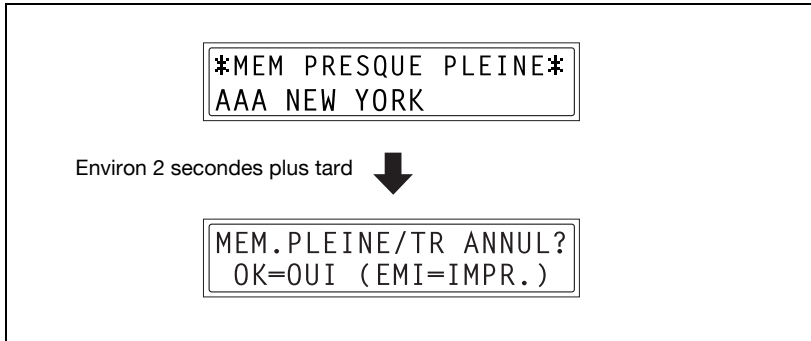 *MEM PRESQUE PLEINE*
AAA NEW YORK
Environ 2 secondes plus tard
MEM.PLEINE/TR ANNUL?
OK=OUI (EMI=IMPR.)